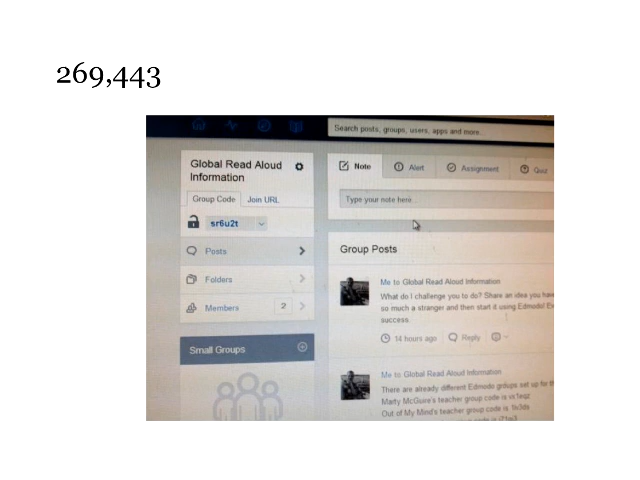 269,443
Search posts, groups, users, apps and more...
Global Read Aloud
Information
Group Code
Join URL
sr6u2t
Posts
Folders
Members
2
Small Groups
Note
Alert
Assignment
Quiz
Type your note here...
Group Posts
Me to Global Read Aloud Information
What do I challenge you to do? Share an idea you have
so much a stranger and then start it using Edmodo!
success
14 hours ago
Reply
Me to Global Read Aloud Information
There are already different Edmodo groups set up for
Marty McGuire's teacher group code is
Out of My Mind's teacher group code is
code is